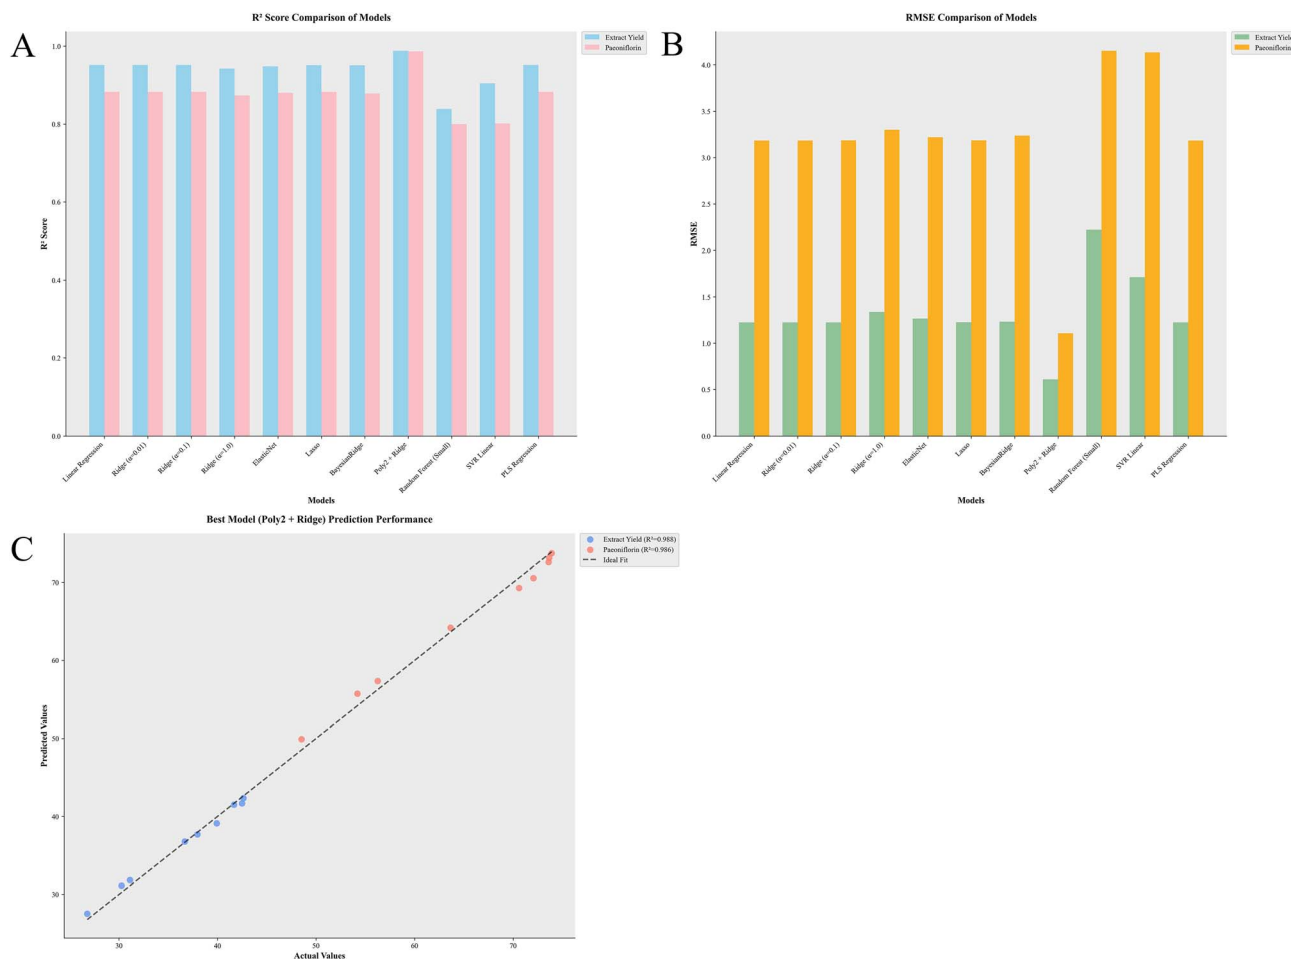 A
R² Score Comparison of Models
Extract Yield
Paeoniflorin
R² Score
1.0
0.8
0.6
0.4
0.2
0.0
Linear Regression
Ridge (α=0.01)
Ridge (α=0.1)
Ridge (α=1.0)
ElasticNet
Lasso
BayesianRidge
Poly2 + Ridge
Random Forest (Small)
SVR Linear
PLS Regression
Models
B
RMSE Comparison of Models
Extract Yield
Paeoniflorin
RMSE
4.0
3.5
3.0
2.5
2.0
1.5
1.0
0.5
0.0
Linear Regression
Ridge (α=0.01)
Ridge (α=0.1)
Ridge (α=1.0)
ElasticNet
Lasso
BayesianRidge
Poly2 + Ridge
Random Forest (Small)
SVR Linear
PLS Regression
Models
C
Best Model (Poly2 + Ridge) Prediction Performance
Extract Yield (R²=0.988)
Paeoniflorin (R²=0.986)
Ideal Fit
Predicted Values
70
60
50
40
30
30
40
50
60
70
Actual Values